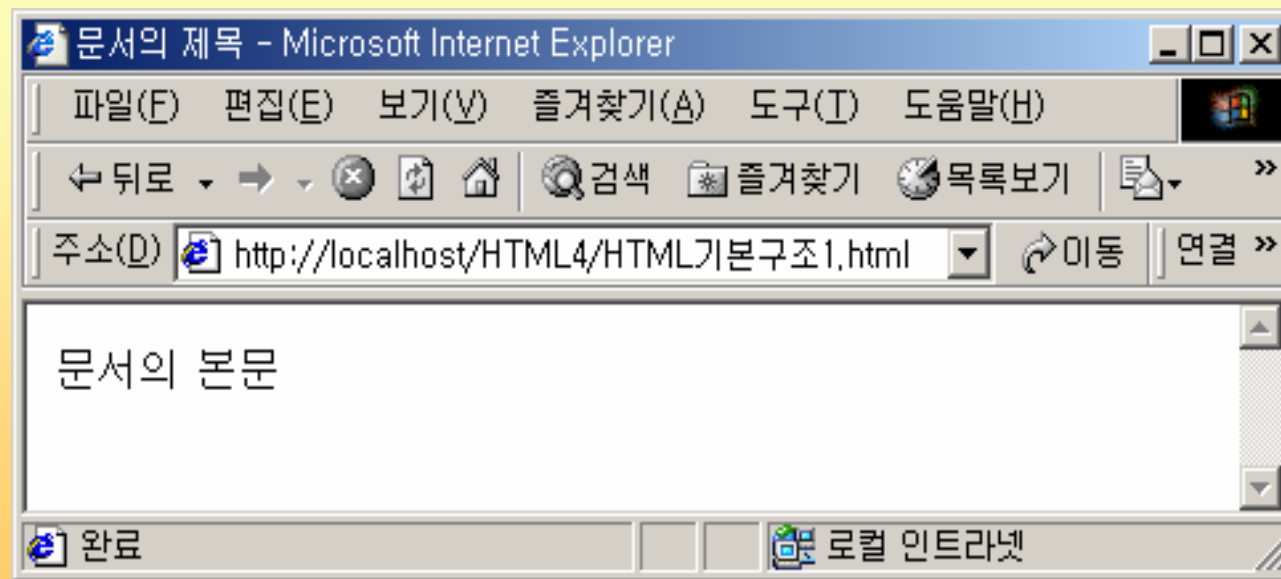 문서의 제목 - Microsoft Internet Explorer
파일(F) 편집(E) 보기(V) 즐겨찾기(A) 도구(T) 도움말(H)
뒤로 검색 즐겨찾기 목록보기 »
주소(D) http://localhost/HTML4/HTML기본구조1.html 이동 연결 »
문서의 본문
완료 로컬 인트라넷